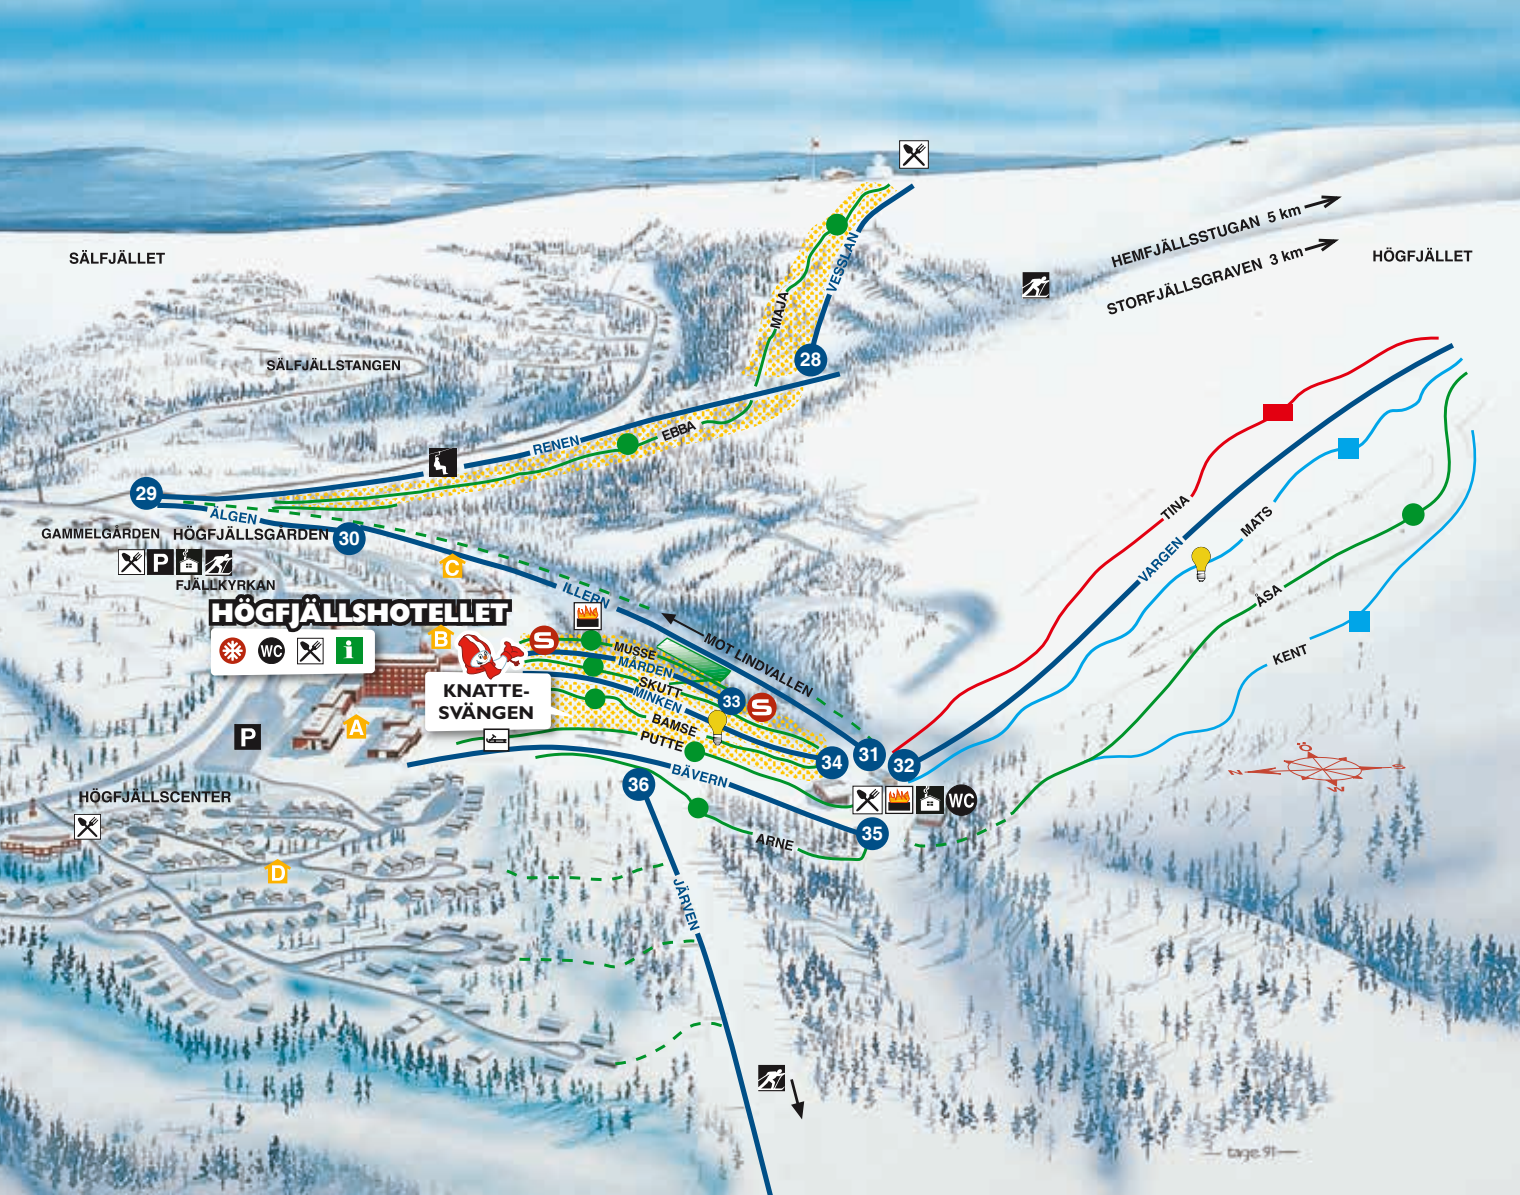 HEMFJÄLLSSTUGAN 5 km
STORFJÄLLSGRAVEN 3 km
SÄLFJÄLLET
HÖGFJÄLLET
VESSLAN
MAJA
28
SÄLFJÄLLSTANGEN
EBBA
RENEN
29
ÄLGEN
30
GAMMELGÅRDEN
HÖGFJÄLLSGÅRDEN
P
FJÄLLKYRKAN
C
ILLERN
TINA
MATS
VARGEN
ÅSA
KENT
HÖGFJÄLLSHOTELLET
WC
i
B
S
MUSSE
MÅRDEN
SKUTT
MINKEN
BAMSE
PUTTE
MOT LINDVALLEN
33
S
KNATTE-
SVÄNGEN
A
P
34
31
32
BÄVERN
36
WC
35
ARNE
HÖGFJÄLLSCENTER
D
JÄRVEN
N
Ö
S
V
tage 91